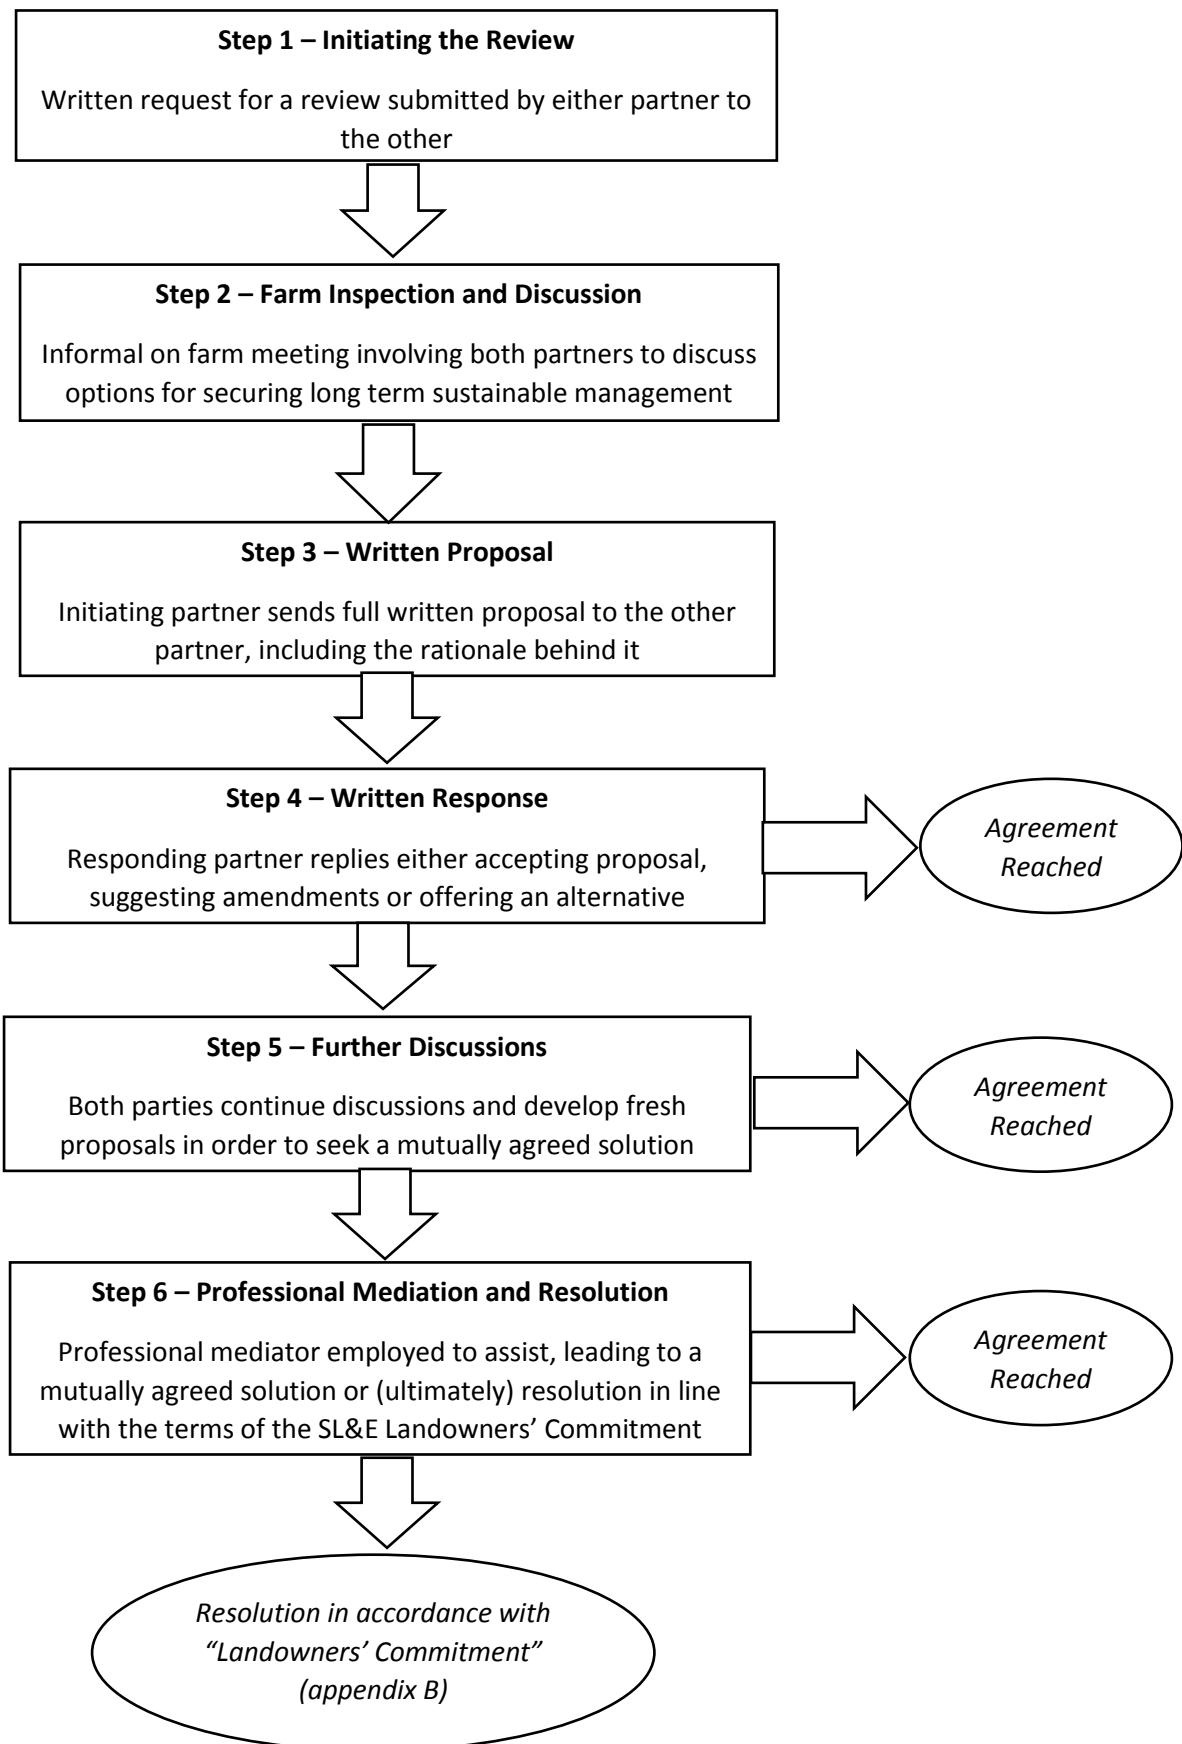 Step 1 – Initiating the Review
Written request for a review submitted by either partner to
the other
Step 2 – Farm Inspection and Discussion
Informal on farm meeting involving both partners to discuss
options for securing long term sustainable management
Step 3 – Written Proposal
Initiating partner sends full written proposal to the other
partner, including the rationale behind it
Step 4 – Written Response
Responding partner replies either accepting proposal,
suggesting amendments or offering an alternative
Agreement
Reached
Step 5 – Further Discussions
Both parties continue discussions and develop fresh
proposals in order to seek a mutually agreed solution
Agreement
Reached
Step 6 – Professional Mediation and Resolution
Professional mediator employed to assist, leading to a
mutually agreed solution or (ultimately) resolution in line
with the terms of the SL&E Landowners’ Commitment
Agreement
Reached
Resolution in accordance with
“Landowners’ Commitment”
(appendix B)